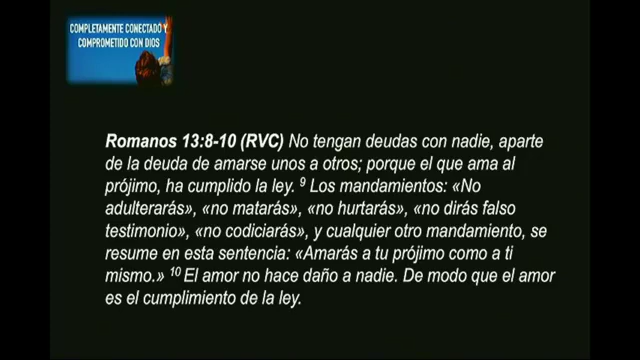 COMPLETAMENTE CONECTADO Y
COMPROMETIDO CON DIOS
Romanos 13:8-10 (RVC) No tengan deudas con nadie, aparte
de la deuda de amarse unos a otros; porque el que ama al
prójimo, ha cumplido la ley. 9 Los mandamientos: «No
adulterarás», «no matarás», «no hurtarás», «no dirás falso
testimonio», «no codiciarás», y cualquier otro mandamiento, se
resume en esta sentencia: «Amarás a tu prójimo como a ti
mismo.» 10 El amor no hace daño a nadie. De modo que el amor
es el cumplimiento de la ley.